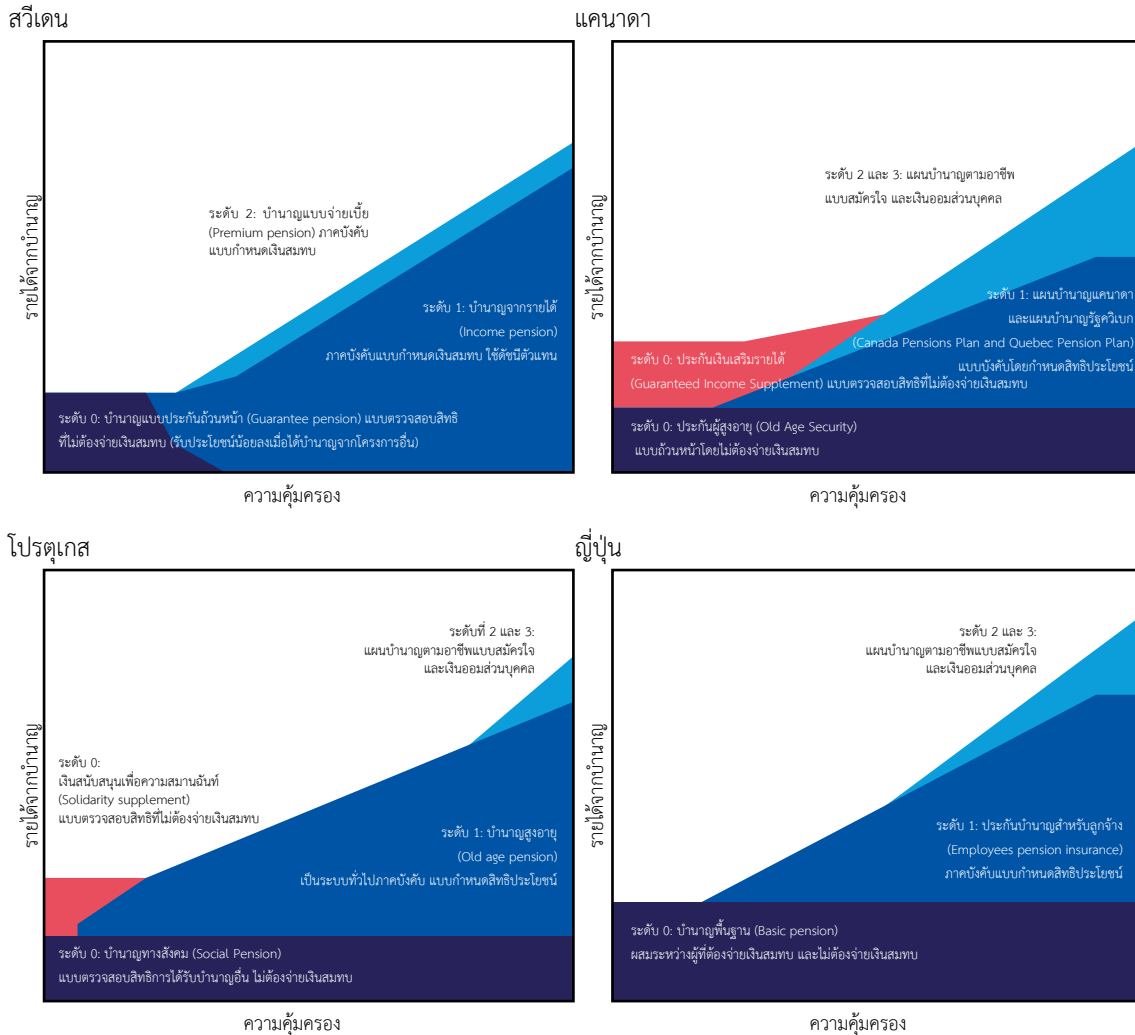 สวีเดน
รายได้จากบำนาญ
ระดับ 2: บำนาญแบบจ่ายเบี้ย
(Premium pension) ภาคบังคับ
แบบกำหนดเงินสมทบ
ระดับ 1: บำนาญจากรายได้
(Income pension)
ภาคบังคับแบบกำหนดเงินสมทบ ใช้ดัชนีตัวแทน
ระดับ 0: บำนาญแบบประกันถ้วนหน้า (Guarantee pension) แบบตรวจสอบสิทธิ
ที่ไม่ต้องจ่ายเงินสมทบ (รับประโยชน์น้อยลงเมื่อได้บำนาญจากโครงการอื่น)
ความคุ้มครอง
แคนาดา
รายได้จากบำนาญ
ระดับ 2 และ 3: แผนบำนาญตามอาชีพ
แบบสมัครใจ และเงินออมส่วนบุคคล
ระดับ 1: แผนบำนาญแคนาดา
และแผนบำนาญรัฐควิเบก
(Canada Pensions Plan and Quebec Pension Plan)
แบบบังคับโดยกำหนดสิทธิประโยชน์
ระดับ 0: ประกันเงินเสริมรายได้
(Guaranteed Income Supplement) แบบตรวจสอบสิทธิที่ไม่ต้องจ่ายเงินสมทบ
ระดับ 0: ประกันผู้สูงอายุ (Old Age Security)
แบบถ้วนหน้าโดยไม่ต้องจ่ายเงินสมทบ
ความคุ้มครอง
โปรตุเกส
รายได้จากบำนาญ
ระดับที่ 2 และ 3:
แผนบำนาญตามอาชีพแบบสมัครใจ
และเงินออมส่วนบุคคล
ระดับ 0:
เงินสนับสนุนเพื่อความสมานฉันท์
(Solidarity supplement)
แบบตรวจสอบสิทธิที่ไม่ต้องจ่ายเงินสมทบ
ระดับ 1: บำนาญสูงอายุ
(Old age pension)
เป็นระบบทั่วไปภาคบังคับ แบบกำหนดสิทธิประโยชน์
ระดับ 0: บำนาญทางสังคม (Social Pension)
แบบตรวจสอบสิทธิการได้รับบำนาญอื่น ไม่ต้องจ่ายเงินสมทบ
ความคุ้มครอง
ญี่ปุ่น
รายได้จากบำนาญ
ระดับ 2 และ 3:
แผนบำนาญตามอาชีพแบบสมัครใจ
และเงินออมส่วนบุคคล
ระดับ 1: ประกันบำนาญสำหรับลูกจ้าง
(Employees pension insurance)
ภาคบังคับแบบกำหนดสิทธิประโยชน์
ระดับ 0: บำนาญพื้นฐาน (Basic pension)
ผสมระหว่างผู้ที่ต้องจ่ายเงินสมทบ และไม่ต้องจ่ายเงินสมทบ
ความคุ้มครอง